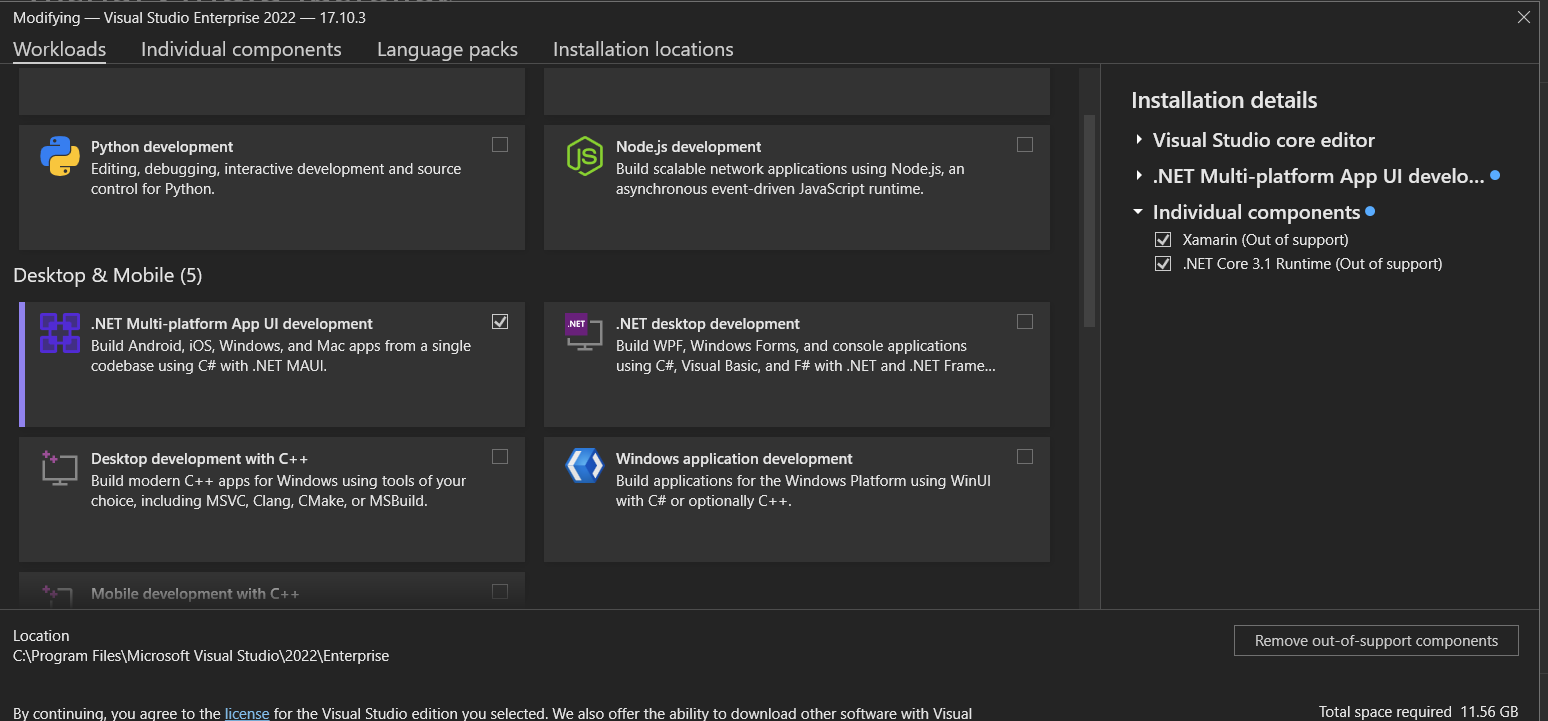 Modifying — Visual Studio Enterprise 2022 — 17.10.3
Workloads
Individual components
Language packs
Installation locations
Python development
Editing, debugging, interactive development and source
control for Python.
Node.js development
Build scalable network applications using Node.js, an
asynchronous event-driven JavaScript runtime.
Desktop & Mobile (5)
.NET Multi-platform App UI development
Build Android, iOS, Windows, and Mac apps from a single
codebase using C# with .NET MAUI.
.NET
.NET desktop development
Build WPF, Windows Forms, and console applications
using C#, Visual Basic, and F# with .NET and .NET Frame...
Desktop development with C++
Build modern C++ apps for Windows using tools of your
choice, including MSVC, Clang, CMake, or MSBuild.
Windows application development
Build applications for the Windows Platform using WinUI
with C# or optionally C++.
Mobile development with C++
Installation details
Visual Studio core editor
.NET Multi-platform App UI develo...
Individual components
Xamarin (Out of support)
.NET Core 3.1 Runtime (Out of support)
Location
C:\Program Files\Microsoft Visual Studio\2022\Enterprise
Remove out-of-support components
By continuing, you agree to the license for the Visual Studio edition you selected. We also offer the ability to download other software with Visual
Total space required 11.56 GB